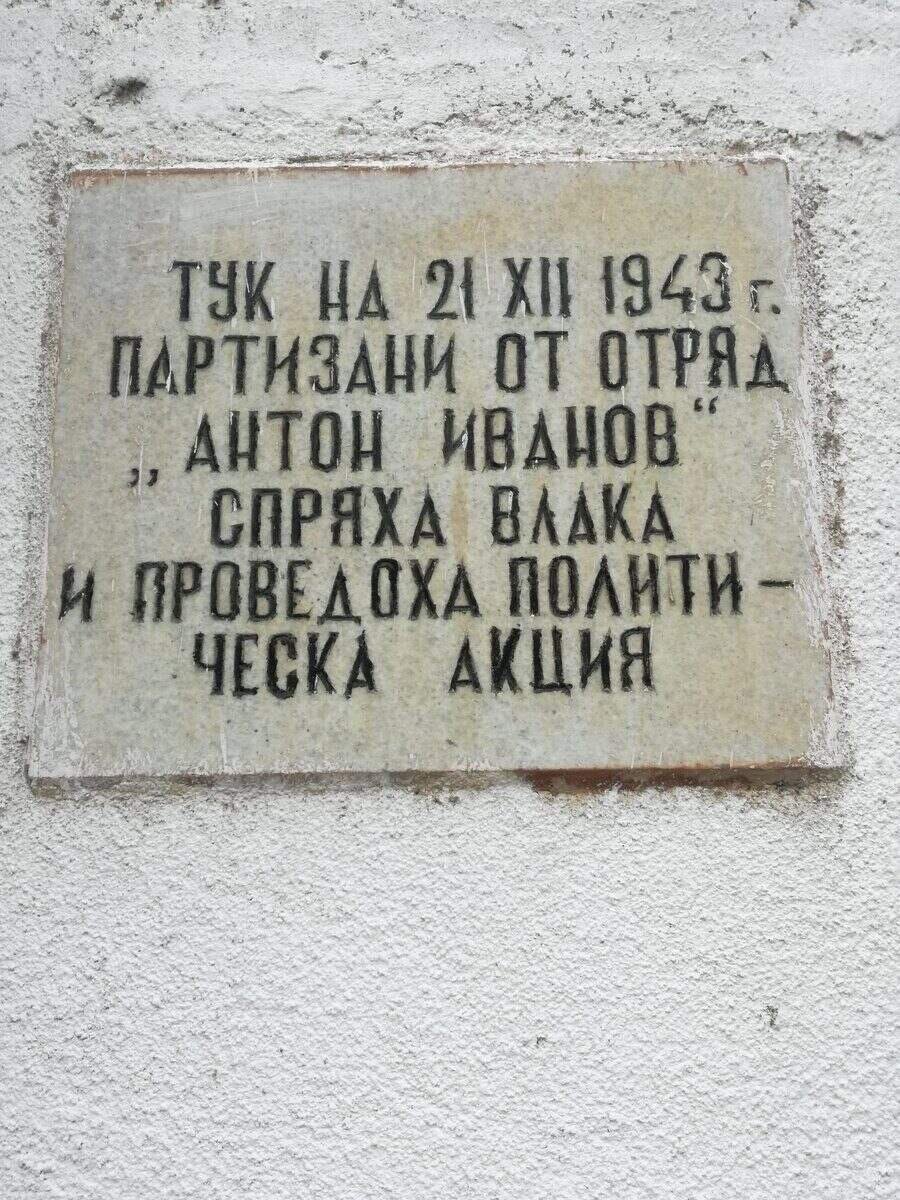 ТУК НА 21 XII 1943 г.
ПАРТИЗАНИ ОТ ОТРЯД
„АНТОН ИВАНОВ“
СПРЯХА ВЛАКА
И ПРОВЕДОХА ПОЛИТИ–
ЧЕСКА АКЦИЯ